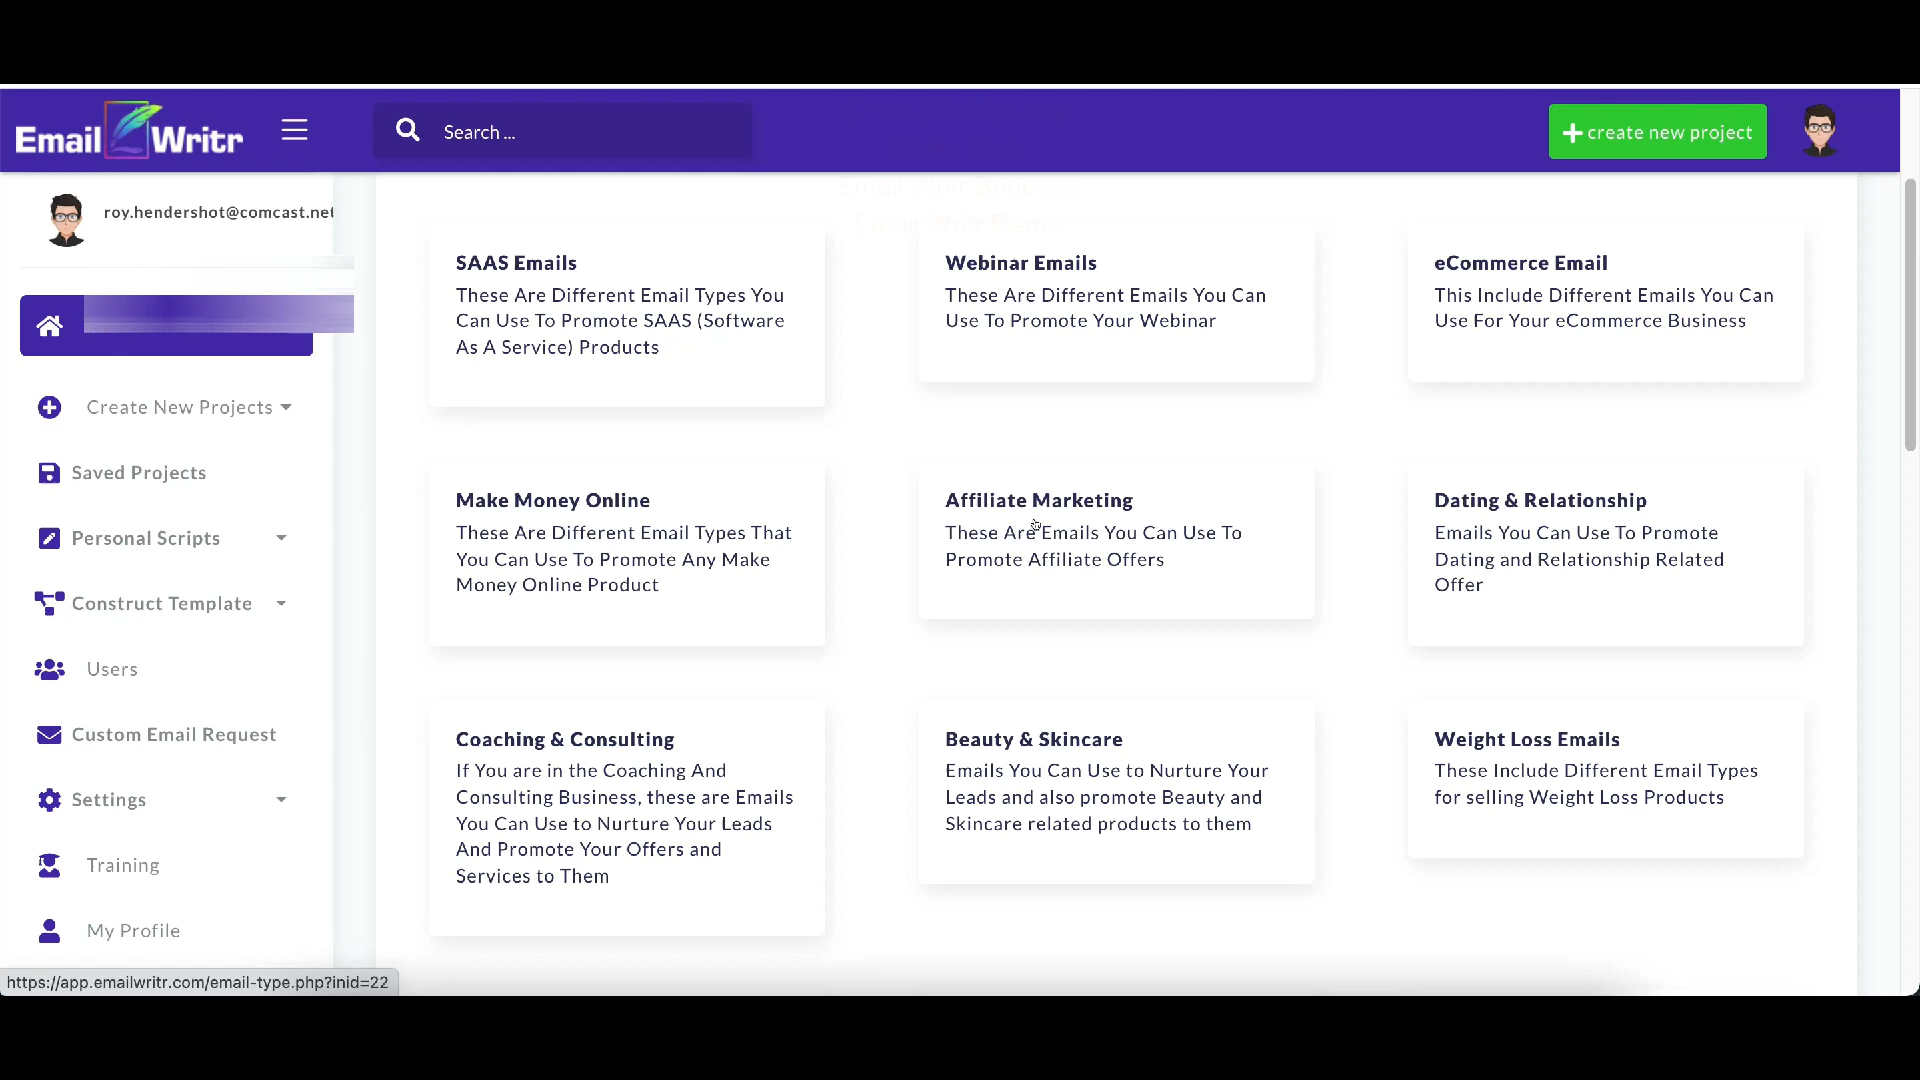 Email Writr
Search ...
create new project
roy.hendershot@comcast.net
Email Writr Bonuses
Email Writr Demo
SAAS Emails
These Are Different Email Types You
Can Use To Promote SAAS (Software
As A Service) Products
Webinar Emails
These Are Different Emails You Can
Use To Promote Your Webinar
eCommerce Email
This Include Different Emails You Can
Use For Your eCommerce Business
Create New Projects
Saved Projects
Personal Scripts
Construct Template
Users
Custom Email Request
Settings
Training
My Profile
Make Money Online
These Are Different Email Types That
You Can Use To Promote Any Make
Money Online Product
Affiliate Marketing
These Are Emails You Can Use To
Promote Affiliate Offers
Dating & Relationship
Emails You Can Use To Promote
Dating and Relationship Related
Offer
Coaching & Consulting
If You are in the Coaching And
Consulting Business, these are Emails
You Can Use to Nurture Your Leads
And Promote Your Offers and
Services to Them
Beauty & Skincare
Emails You Can Use to Nurture Your
Leads and also promote Beauty and
Skincare related products to them
Weight Loss Emails
These Include Different Email Types
for selling Weight Loss Products
https://app.emailwritr.com/email-type.php?inid=22